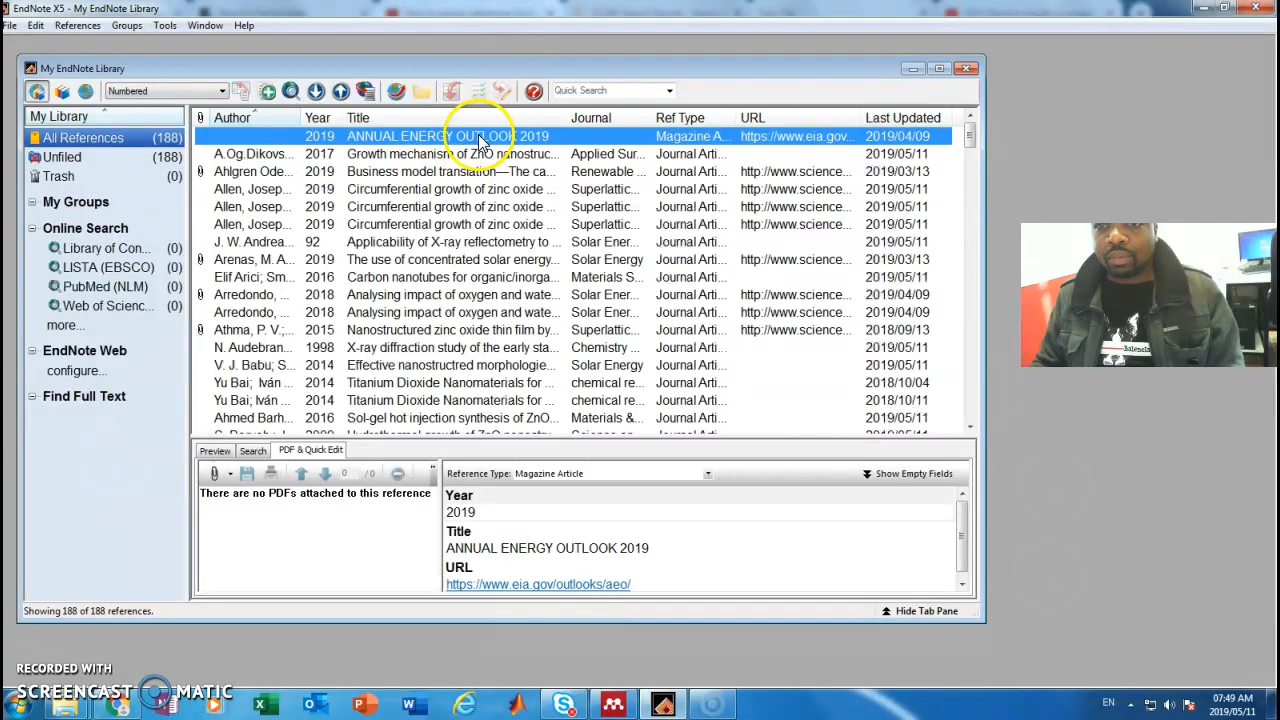 EndNote X5 - My EndNote Library
File Edit References Groups Tools Window Help
My EndNote Library
Numbered
Quick Search
My Library
All References (188)
Unfiled (188)
Trash (0)
My Groups
Online Search
Library of Con... (0)
LISTA (EBSCO) (0)
PubMed (NLM) (0)
Web of Scienc... (0)
more...
EndNote Web
configure...
Find Full Text
Author Year Title Journal Ref Type URL Last Updated
2019 ANNUAL ENERGY OUTLOOK 2019 Magazine A... https://www.eia.gov... 2019/04/09
A.Og.Dikovs... 2017 Growth mechanism of ZnO nanostruc... Applied Sur... Journal Arti... 2019/05/11
Ahlgren Ode... 2019 Business model translation—The ca... Renewable ... Journal Arti... http://www.science... 2019/03/13
Allen, Josep... 2019 Circumferential growth of zinc oxide ... Superlattic... Journal Arti... http://www.science... 2019/05/11
Allen, Josep... 2019 Circumferential growth of zinc oxide ... Superlattic... Journal Arti... http://www.science... 2019/05/11
Allen, Josep... 2019 Circumferential growth of zinc oxide ... Superlattic... Journal Arti... http://www.science... 2019/05/11
J. W. Andrea... 92 Applicability of X-ray reflectometry to ... Solar Ener... Journal Arti... 2019/05/11
Arenas, M. A... 2019 The use of concentrated solar energy... Solar Energy Journal Arti... http://www.science... 2019/03/13
Elif Arici; Sm... 2016 Carbon nanotubes for organic/inorga... Materials S... Journal Arti... 2019/05/11
Arredondo, ... 2018 Analysing impact of oxygen and wate... Solar Ener... Journal Arti... http://www.science... 2019/04/09
Arredondo, ... 2018 Analysing impact of oxygen and wate... Solar Ener... Journal Arti... http://www.science... 2019/05/11
Athma, P. V.;... 2015 Nanostructured zinc oxide thin film by... Superlattic... Journal Arti... http://www.science... 2018/09/13
N. Audebran... 1998 X-ray diffraction study of the early sta... Chemistry ... Journal Arti... 2019/05/11
V. J. Babu; S... 2014 Effective nanostructred morphologie... Solar Energy Journal Arti... 2019/05/11
Yu Bai; Iván ... 2014 Titanium Dioxide Nanomaterials for ... chemical re... Journal Arti... 2018/10/04
Yu Bai; Iván ... 2014 Titanium Dioxide Nanomaterials for ... chemical re... Journal Arti... 2018/10/11
Ahmed Barh... 2016 Sol-gel hot injection synthesis of ZnO... Materials &... Journal Arti... 2019/05/11
Preview Search PDF & Quick Edit
0 /0
There are no PDFs attached to this reference
Reference Type: Magazine Article Show Empty Fields
Year
2019
Title
ANNUAL ENERGY OUTLOOK 2019
URL
https://www.eia.gov/outlooks/aeo/
Showing 188 of 188 references. Hide Tab Pane
RECORDED WITH
SCREENCAST MATIC
EN 07:49 AM
2019/05/11